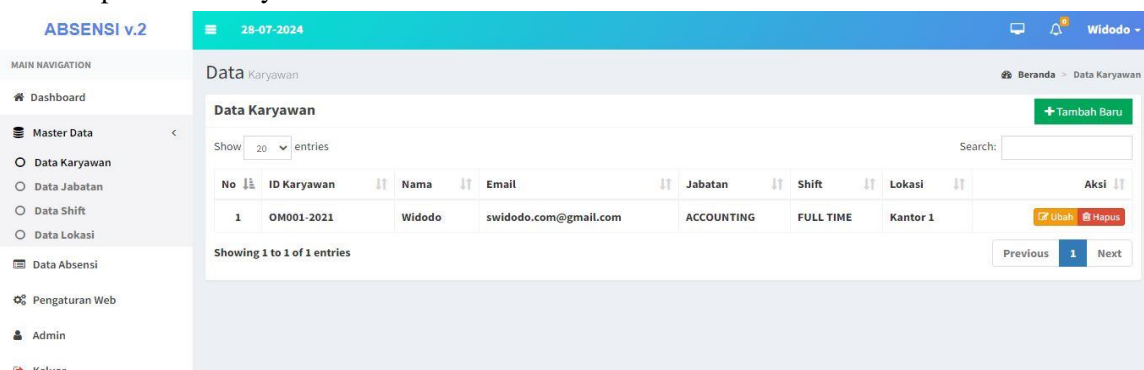 ABSENSI v.2
28-07-2024
0
Widodo
MAIN NAVIGATION
Dashboard
Master Data
Data Karyawan
Data Jabatan
Data Shift
Data Lokasi
Data Absensi
Pengaturan Web
Admin
Data Karyawan
Beranda > Data Karyawan
Data Karyawan
+ Tambah Baru
Show 20 entries
Search:
No ID Karyawan Nama Email Jabatan Shift Lokasi Aksi
1 OM001-2021 Widodo swidodo.com@gmail.com ACCOUNTING FULL TIME Kantor 1 Ubah Hapus
Showing 1 to 1 of 1 entries
Previous 1 Next